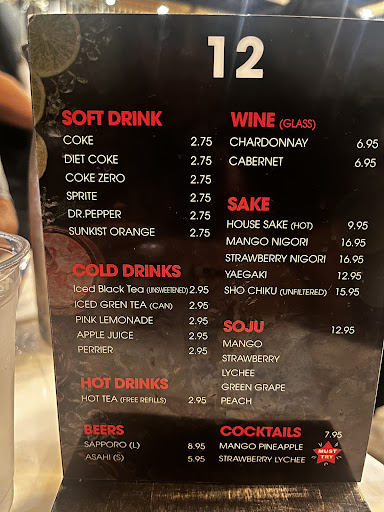 12
SOFT DRINK
COKE 2.75
DIET COKE 2.75
COKE ZERO 2.75
SPRITE 2.75
DR.PEPPER 2.75
SUNKIST ORANGE 2.75
COLD DRINKS
Iced Black Tea (UNSWEETENED) 2.95
ICED GREN TEA (CAN) 2.95
PINK LEMONADE 2.95
APPLE JUICE 2.95
PERRIER 2.95
HOT DRINKS
HOT TEA (FREE REFILLS) 2.95
BEERS
SAPPORO (L) 8.95
ASAHI (S) 5.95
WINE (GLASS)
CHARDONNAY 6.95
CABERNET 6.95
SAKE
HOUSE SAKE (HOT) 9.95
MANGO NIGORI 16.95
STRAWBERRY NIGORI 16.95
YAEGAKI 12.95
SHO CHIKU (UNFILTERED) 15.95
SOJU 12.95
MANGO
STRAWBERRY
LYCHEE
GREEN GRAPE
PEACH
COCKTAILS 7.95
MANGO PINEAPPLE
STRAWBERRY LYCHEE
MUST
TRY